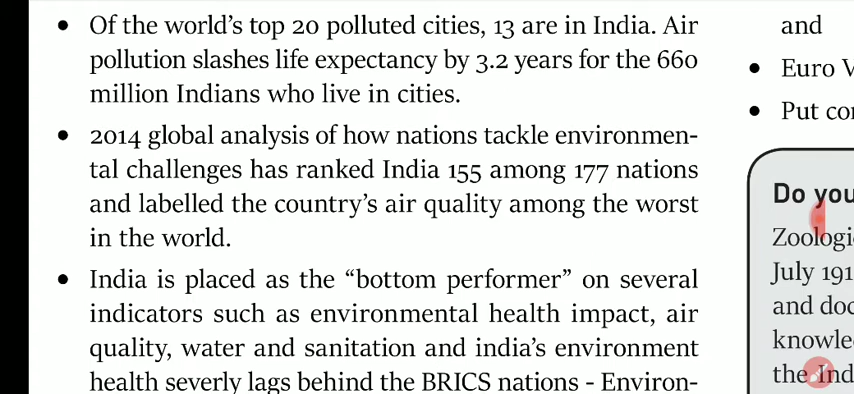 • Of the world's top 20 polluted cities, 13 are in India. Air
pollution slashes life expectancy by 3.2 years for the 660
million Indians who live in cities.
• 2014 global analysis of how nations tackle environmen-
tal challenges has ranked India 155 among 177 nations
and labelled the country's air quality among the worst
in the world.
• India is placed as the “bottom performer” on several
indicators such as environmental health impact, air
quality, water and sanitation and india's environment
health severly lags behind the BRICS nations - Environ-
and
• Euro V
• Put
Do you
July 191
and
the Ind